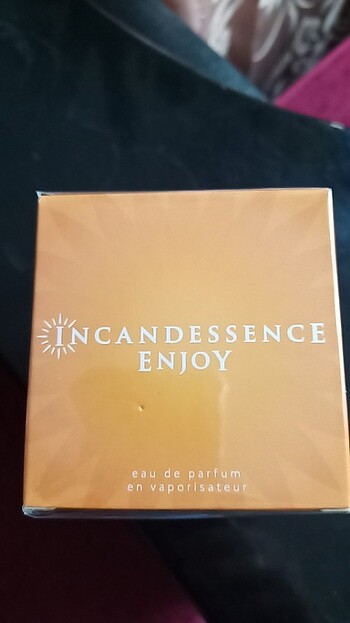 INCANDESSENCE
ENJOY
eau de parfum
en vaporisateur